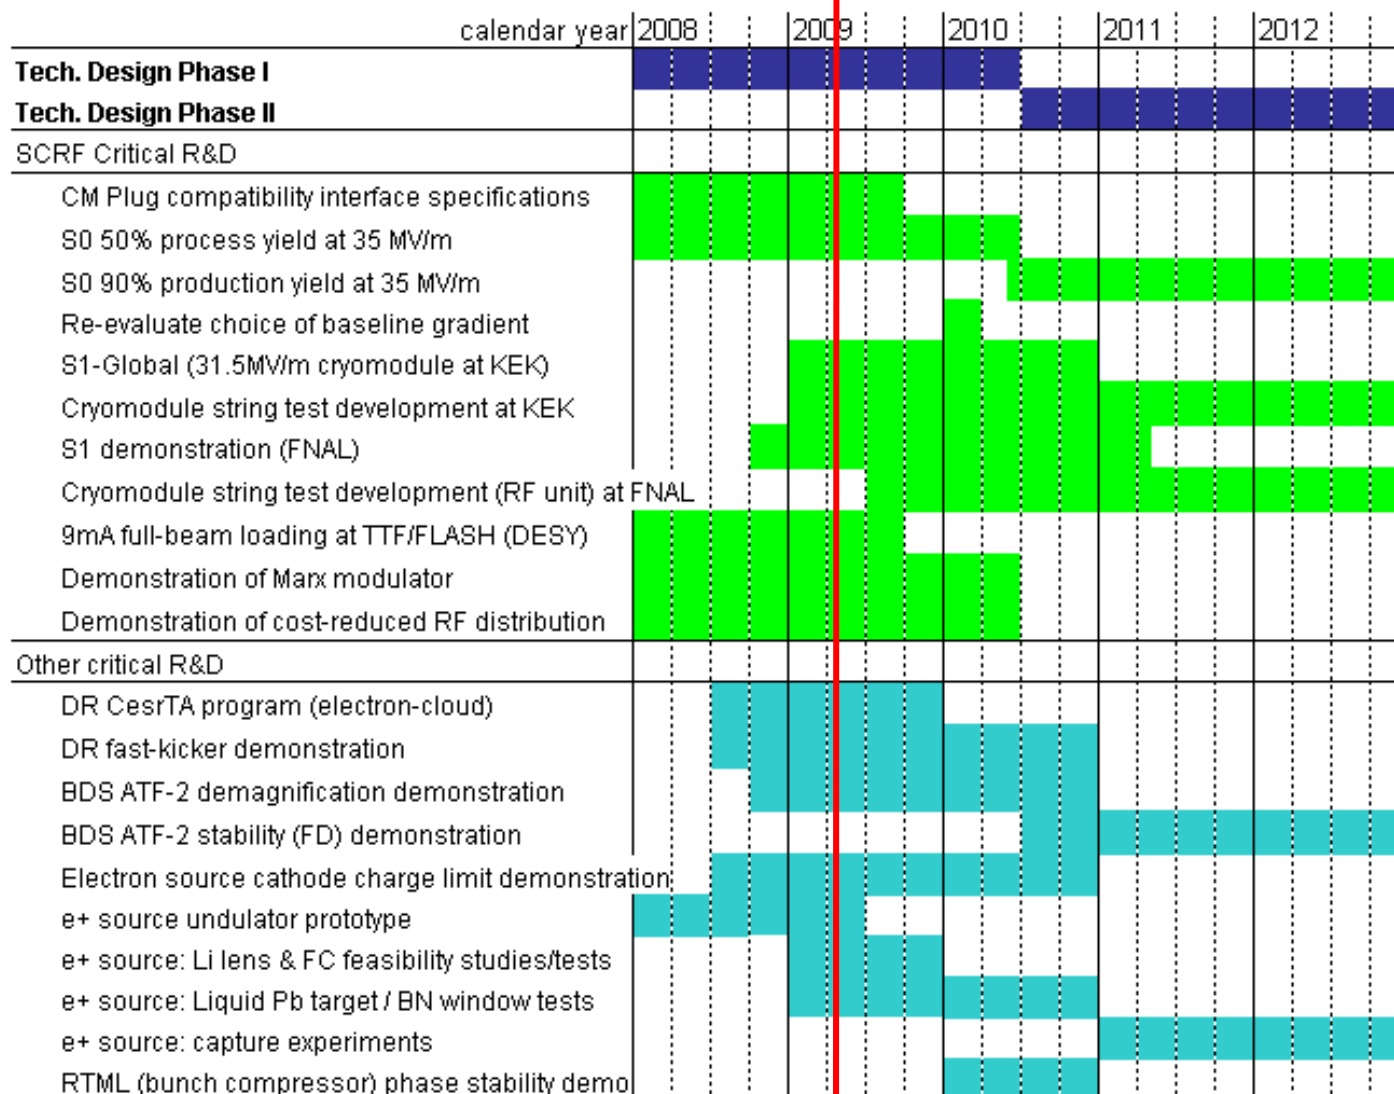 calendar year 2008 2009 2010 2011 2012
Tech. Design Phase I
Tech. Design Phase II
SCRF Critical R&D
CM Plug compatibility interface specifications
S0 50% process yield at 35 MV/m
S0 90% production yield at 35 MV/m
Re-evaluate choice of baseline gradient
S1-Global (31.5MV/m cryomodule at KEK)
Cryomodule string test development at KEK
S1 demonstration (FNAL)
Cryomodule string test development (RF unit) at FNAL
9mA full-beam loading at TTF/FLASH (DESY)
Demonstration of Marx modulator
Demonstration of cost-reduced RF distribution
Other critical R&D
DR CesrTA program (electron-cloud)
DR fast-kicker demonstration
BDS ATF-2 demagnification demonstration
BDS ATF-2 stability (FD) demonstration
Electron source cathode charge limit demonstration
e+ source undulator prototype
e+ source: Li lens & FC feasibility studies/tests
e+ source: Liquid Pb target / BN window tests
e+ source: capture experiments
RTML (bunch compressor) phase stability demo